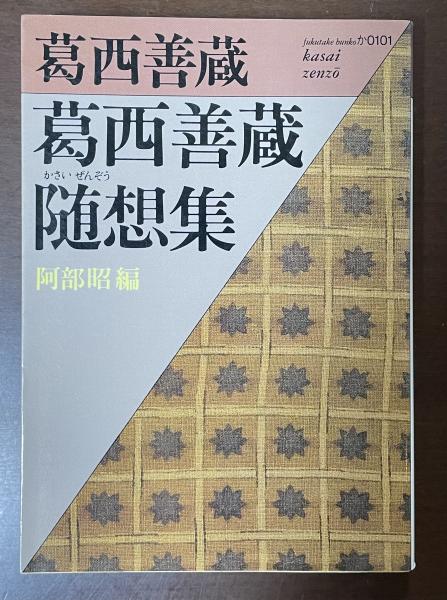 葛西善蔵
fukutake bunko か0101
kasai
zenzō
葛西善蔵
かさい ぜんぞう
随想集
阿部昭編